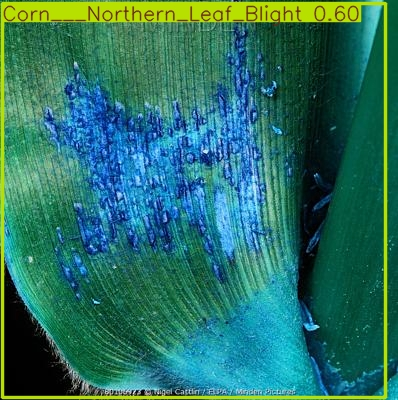 Corn___Northern_Leaf_Blight 0.60
© Nigel Cattlin / FLPA / Minden Pictures